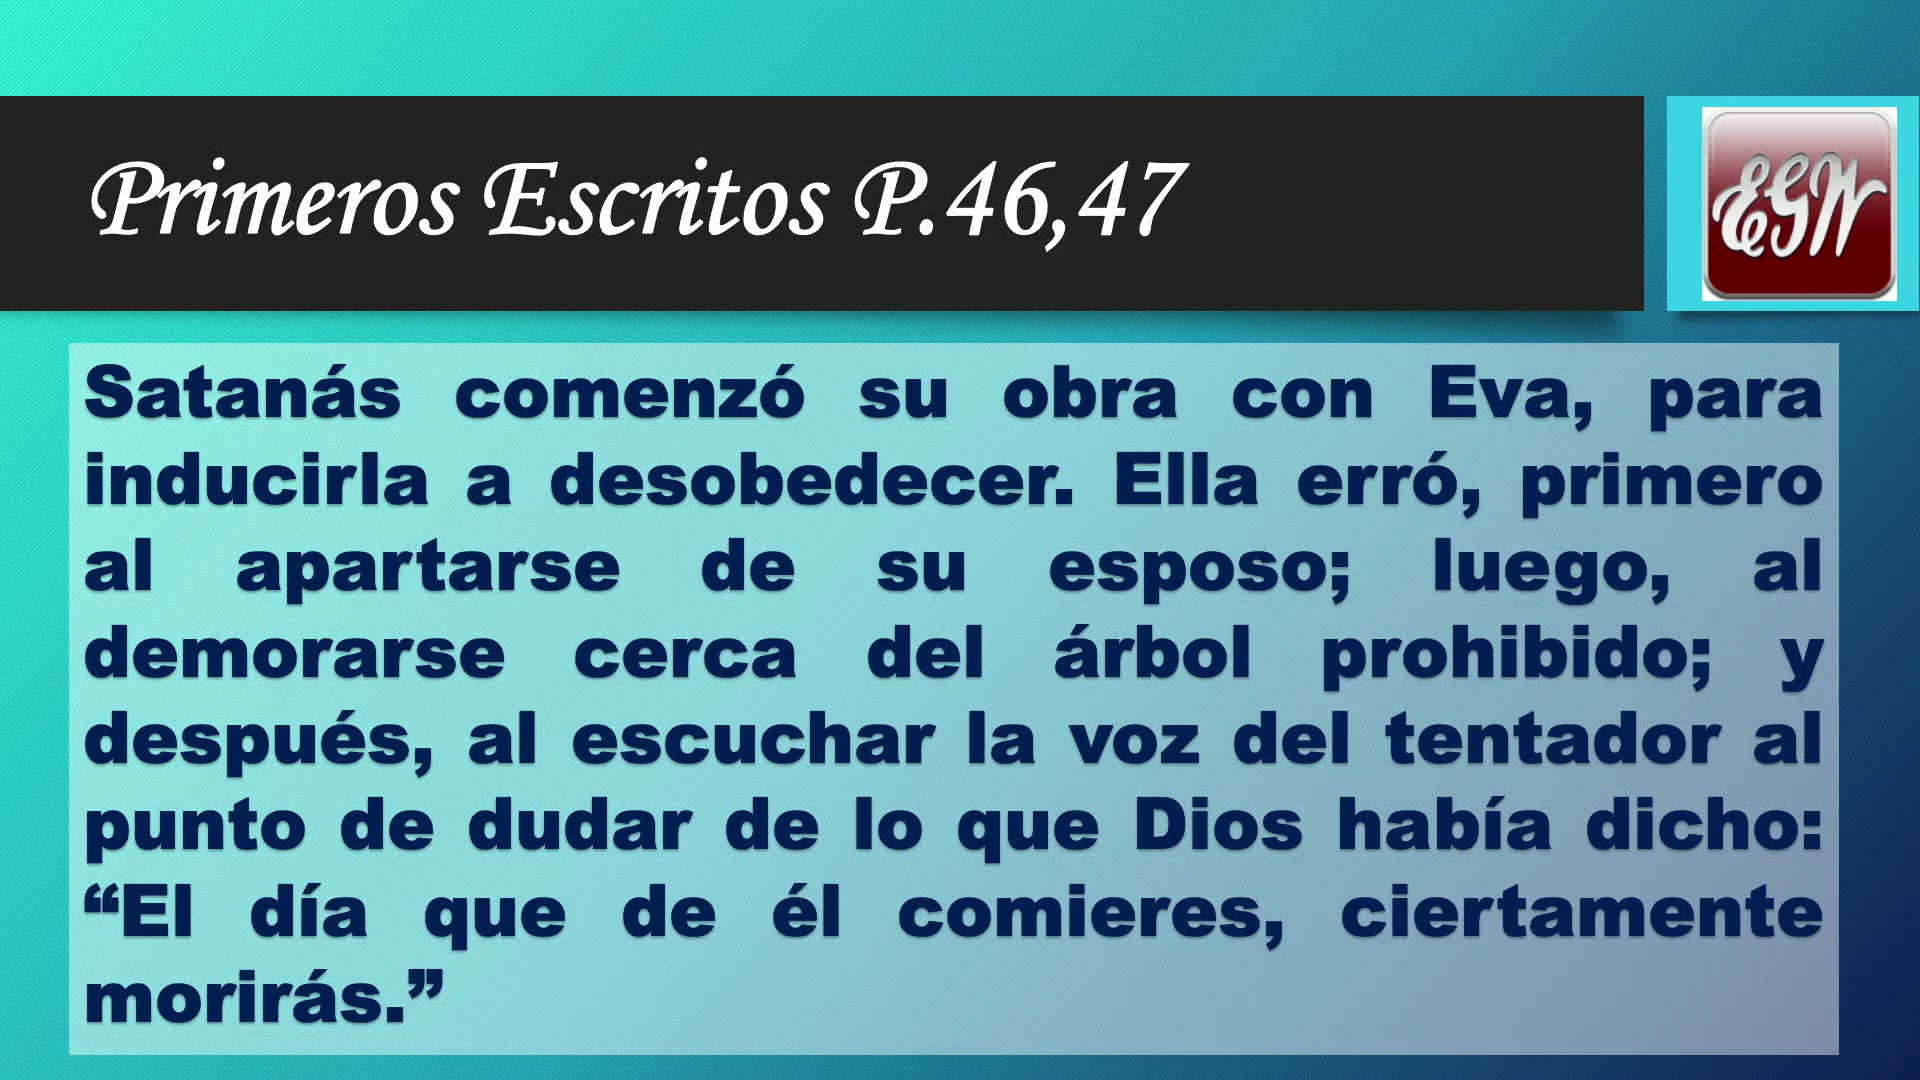 Primeros Escritos P.46,47
EGW
Satanás comenzó su obra con Eva, para
inducirla a desobedecer. Ella erró, primero
al apartarse de su esposo; luego, al
demorarse cerca del árbol prohibido; y
después, al escuchar la voz del tentador al
punto de dudar de lo que Dios había dicho:
“El día que de él comieres, ciertamente
morirás.”